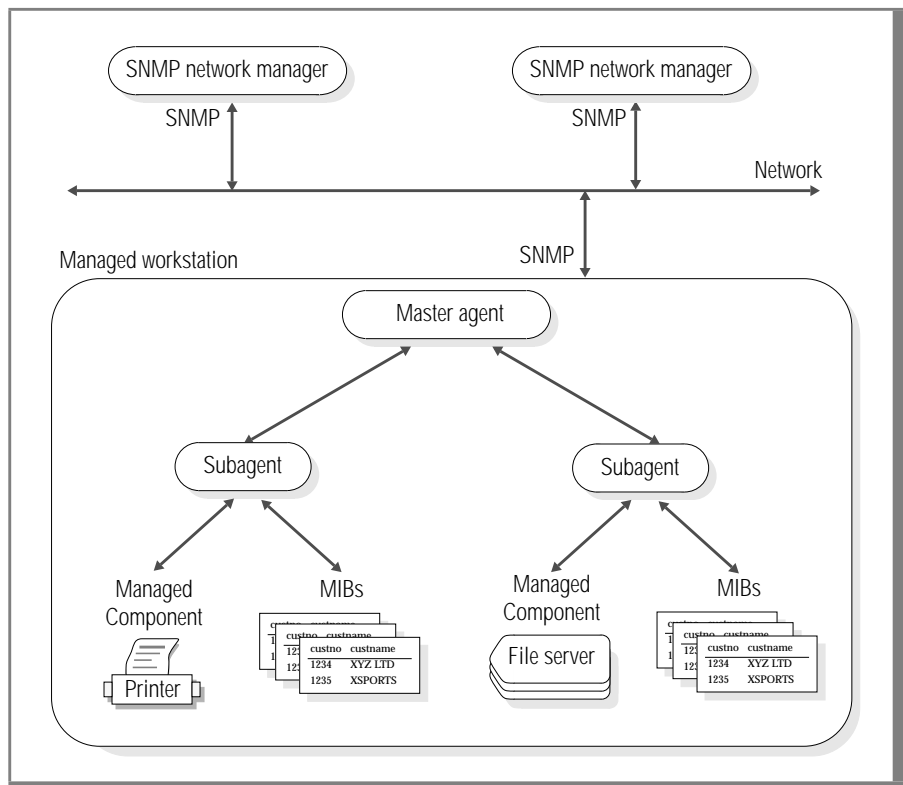 SNMP network manager
SNMP network manager
SNMP
SNMP
Network
SNMP
Managed workstation
Master agent
Subagent
Subagent
Managed
Component
MIBs
Managed
Component
MIBs
custno custname
custno custname
1234 XYZ LTD
1235 XSPORTS
Printer
File server
custno custname
1234 XYZ LTD
1235 XSPORTS